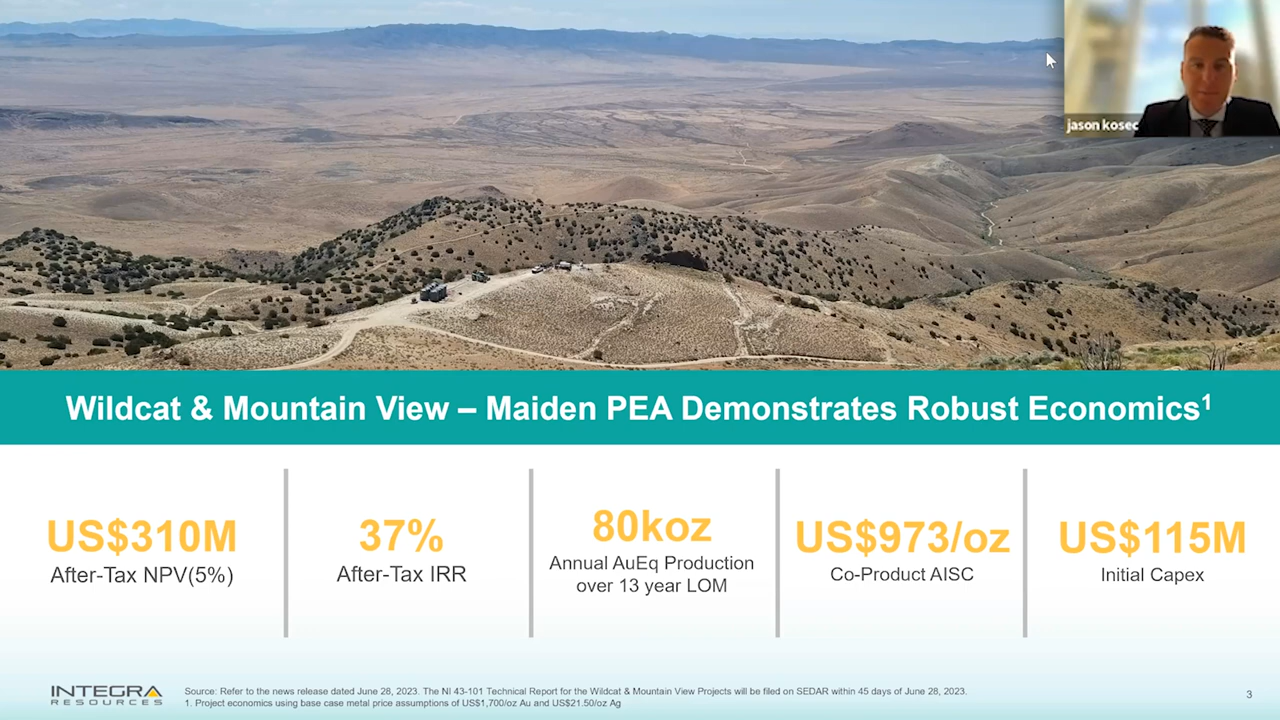 jason kosec
Wildcat & Mountain View – Maiden PEA Demonstrates Robust Economics¹
US$310M
After-Tax NPV(5%)
37%
After-Tax IRR
80koz
Annual AuEq Production
over 13 year LOM
US$973/oz
Co-Product AISC
US$115M
Initial Capex
INTEGRA
RESOURCES
Source: Refer to the news release dated June 28, 2023. The NI 43-101 Technical Report for the Wildcat & Mountain View Projects will be filed on SEDAR within 45 days of June 28, 2023.
1. Project economics using base case metal price assumptions of US$1,700/oz Au and US$21.50/oz Ag
3